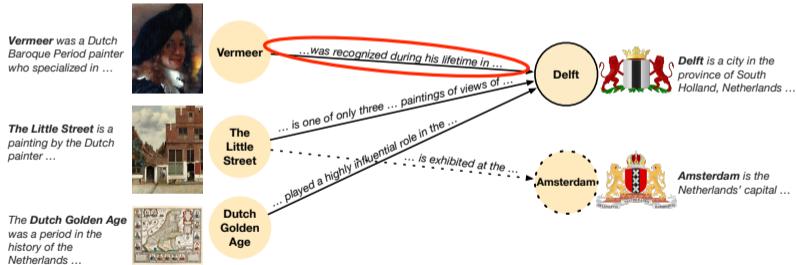 Vermeer was a Dutch
Baroque Period painter
who specialized in …
Vermeer
…was recognized during his lifetime in …
Delft
Delft is a city in the
province of South
Holland, Netherlands …
The Little Street is a
painting by the Dutch
painter …
The
Little
Street
… is one of only three … paintings of views of …
… is exhibited at the …
Amsterdam
Amsterdam is the
Netherlands' capital …
The Dutch Golden Age
was a period in the
history of the
Netherlands …
Dutch
Golden
Age
… played a highly influential role in the …